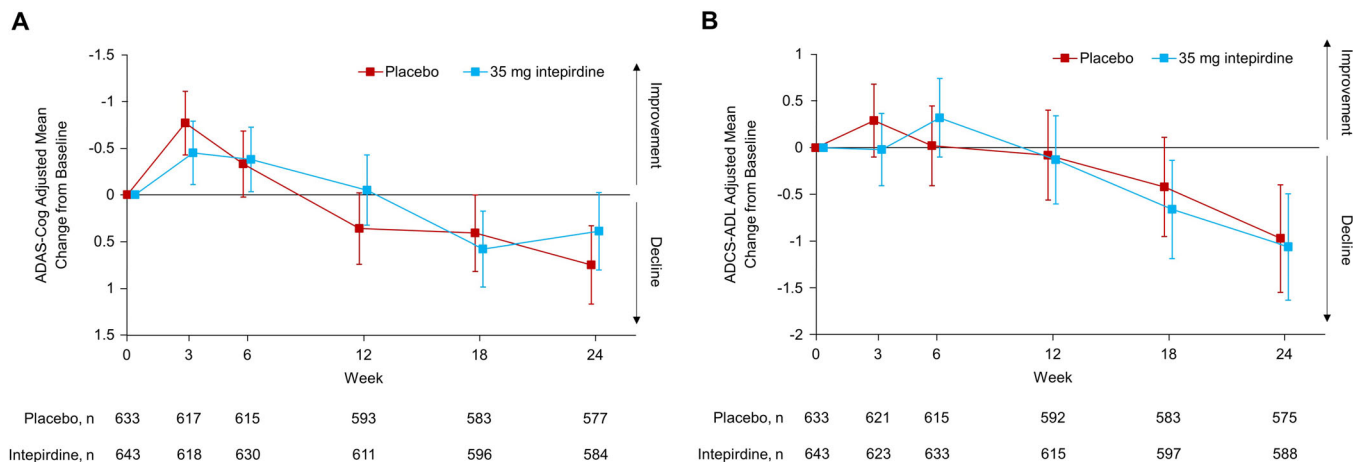 A
ADAS-Cog Adjusted Mean
Change from Baseline
-1.5
-1
-0.5
0
0.5
1
1.5
Placebo
35 mg intepirdine
Improvement
Decline
0 3 6 12 18 24
Week
Placebo, n 633 617 615 593 583 577
Intepirdine, n 643 618 630 611 596 584
B
ADCS-ADL Adjusted Mean
Change from Baseline
1
0.5
0
-0.5
-1
-1.5
-2
Placebo
35 mg intepirdine
Improvement
Decline
0 3 6 12 18 24
Week
Placebo, n 633 621 615 592 583 575
Intepirdine, n 643 623 633 615 597 588